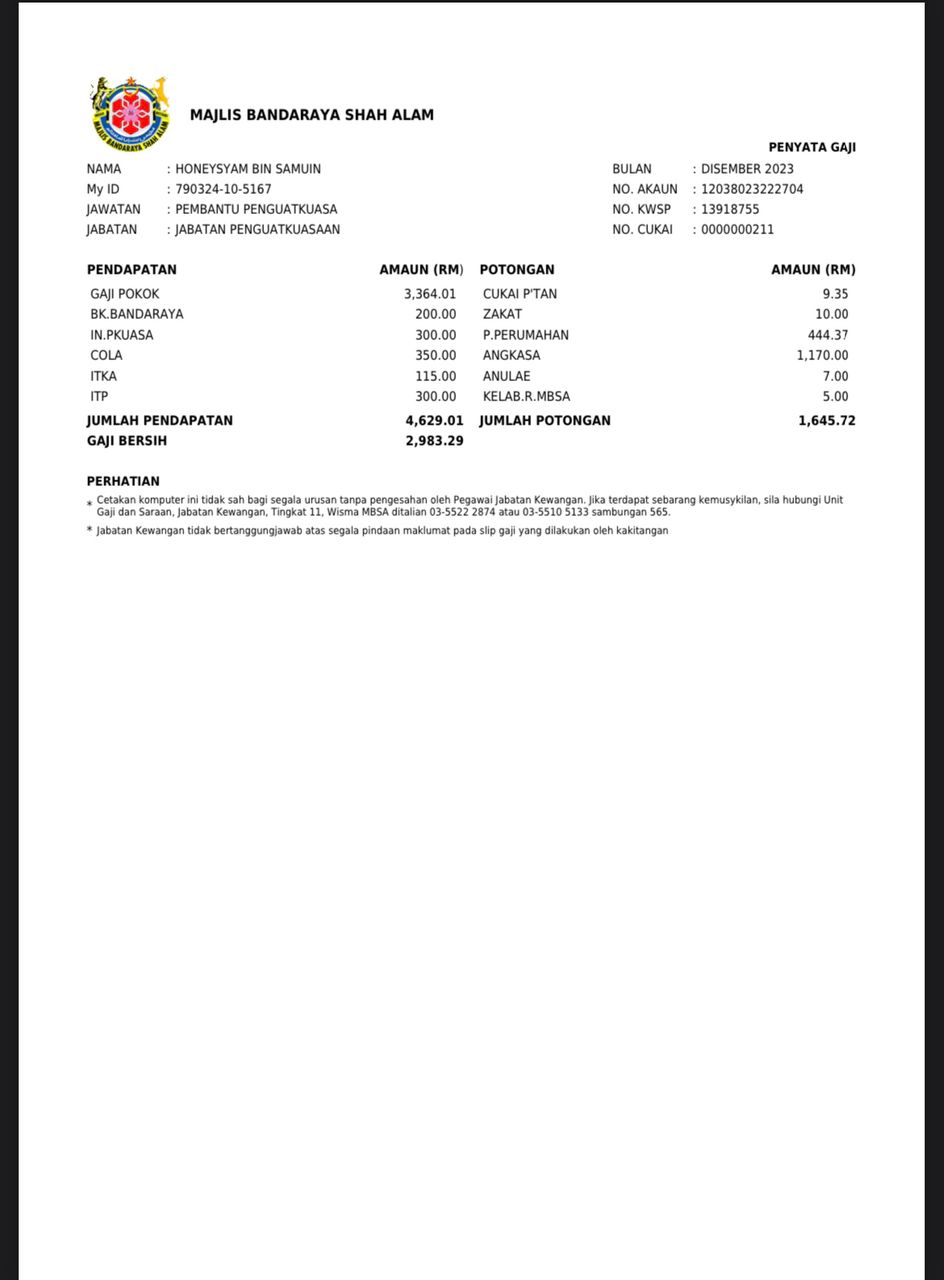 MAJLIS BANDARAYA SHAH ALAM
MAJLIS BANDARAYA SHAH ALAM
PENYATA GAJI
NAMA : HONEYSYAM BIN SAMUIN BULAN : DISEMBER 2023
My ID : 790324-10-5167 NO. AKAUN : 12038023222704
JAWATAN : PEMBANTU PENGUATKUASA NO. KWSP : 13918755
JABATAN : JABATAN PENGUATKUASAAN NO. CUKAI : 0000000211
PENDAPATAN AMAUN (RM) POTONGAN AMAUN (RM)
GAJI POKOK 3,364.01 CUKAI P'TAN 9.35
BK.BANDARAYA 200.00 ZAKAT 10.00
IN.PKUASA 300.00 P.PERUMAHAN 444.37
COLA 350.00 ANGKASA 1,170.00
ITKA 115.00 ANULAE 7.00
ITP 300.00 KELAB.R.MBSA 5.00
JUMLAH PENDAPATAN 4,629.01 JUMLAH POTONGAN 1,645.72
GAJI BERSIH 2,983.29
PERHATIAN
* Cetakan komputer ini tidak sah bagi segala urusan tanpa pengesahan oleh Pegawai Jabatan Kewangan. Jika terdapat sebarang kemusykilan, sila hubungi Unit
Gaji dan Saraan, Jabatan Kewangan, Tingkat 11, Wisma MBSA ditalian 03-5522 2874 atau 03-5510 5133 sambungan 565.
* Jabatan Kewangan tidak bertanggungjawab atas segala pindaan maklumat pada slip gaji yang dilakukan oleh kakitangan